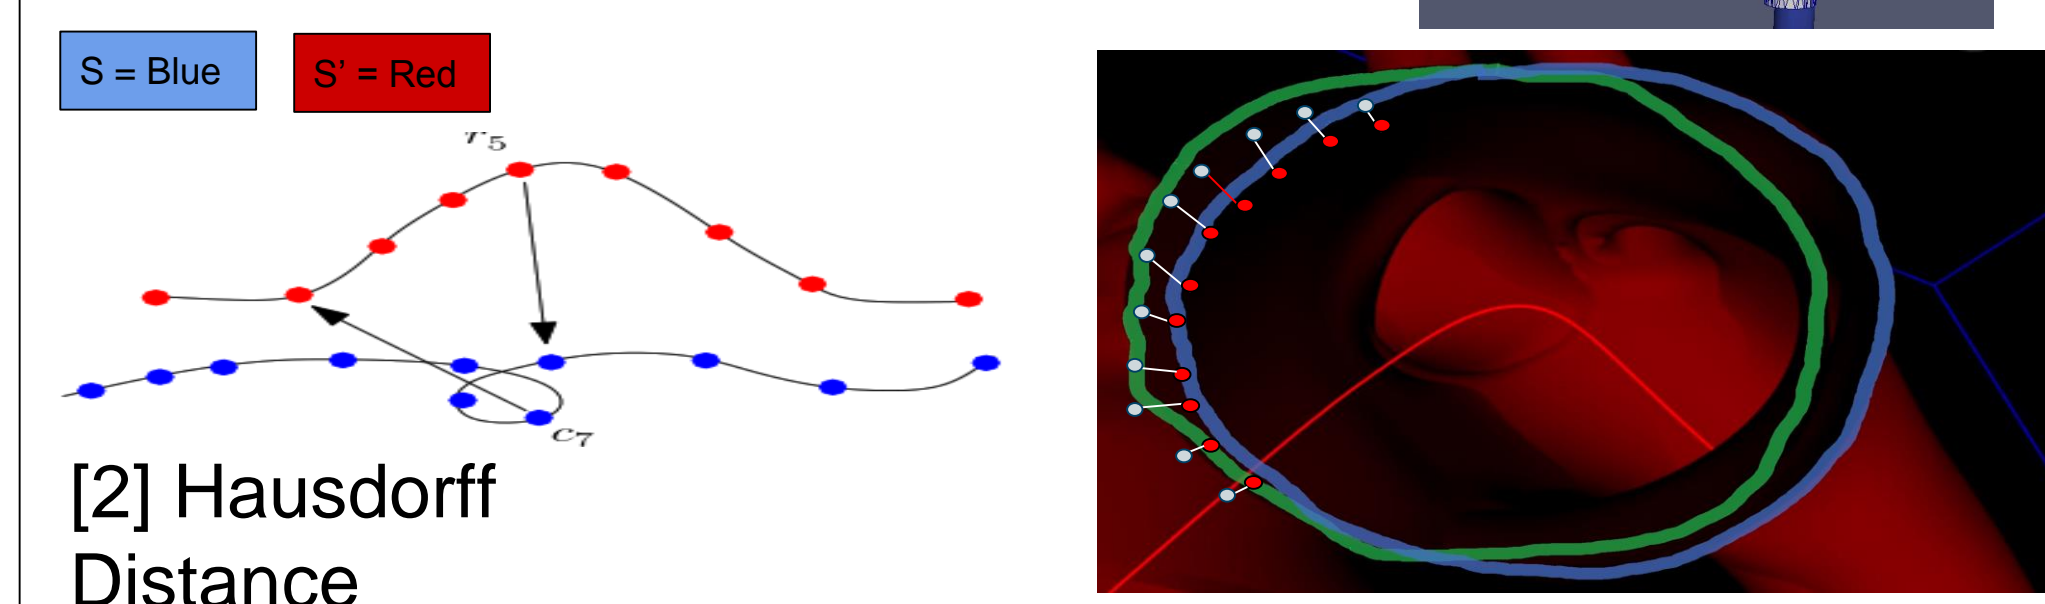 S = Blue
S’ = Red
r5
c7
[2] Hausdorff
Distance